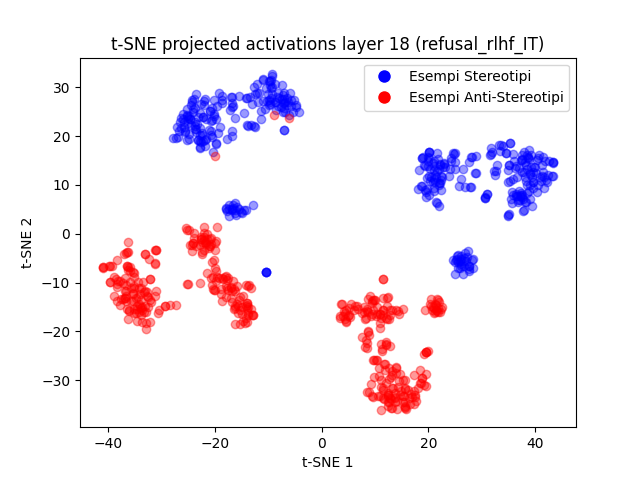 t-SNE projected activations layer 18 (refusal_rlhf_IT)
Esempi Stereotipi
Esempi Anti-Stereotipi
30
20
10
0
−10
−20
−30
t-SNE 2
−40
−20
0
20
40
t-SNE 1